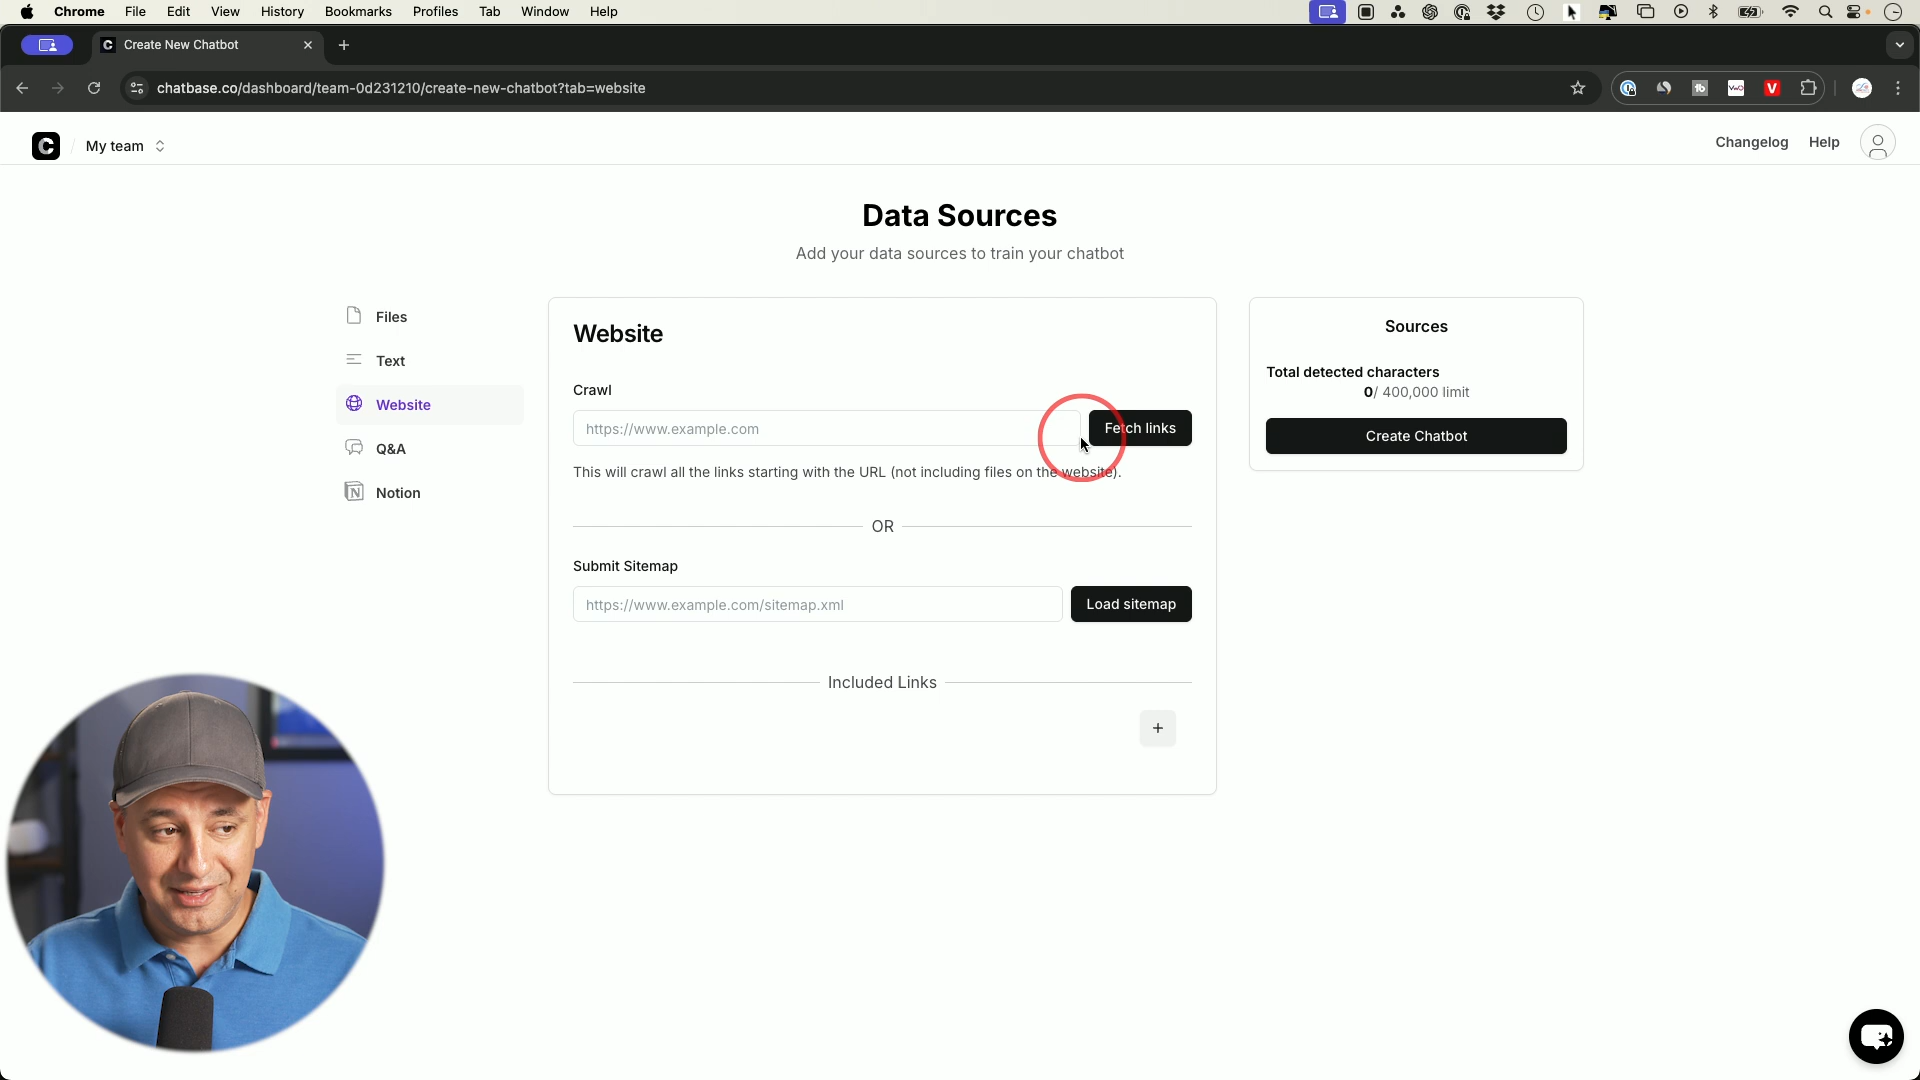 Chrome File Edit View History Bookmarks Profiles Tab Window Help
Create New Chatbot
chatbase.co/dashboard/team-0d231210/create-new-chatbot?tab=website
C / My team
Changelog Help
Data Sources
Add your data sources to train your chatbot
Files
Text
Website
Q&A
Notion
Website
Crawl
https://www.example.com
Fetch links
This will crawl all the links starting with the URL (not including files on the website).
OR
Submit Sitemap
https://www.example.com/sitemap.xml
Load sitemap
Included Links
+
Sources
Total detected characters
0/ 400,000 limit
Create Chatbot